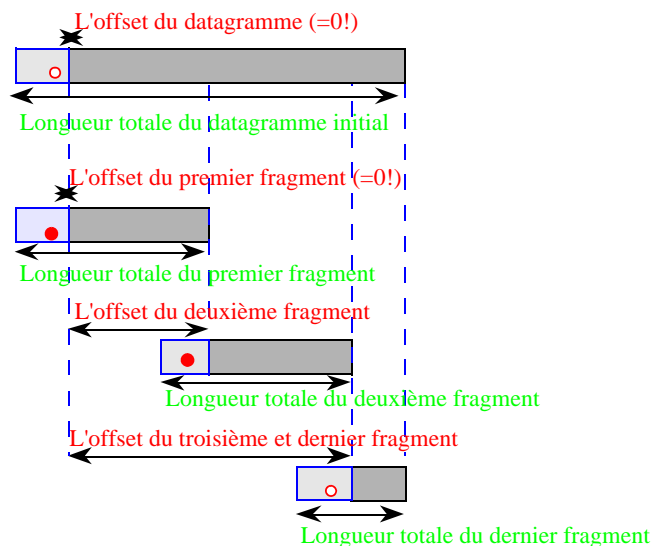 L'offset du datagramme (=0!)
Longueur totale du datagramme initial
L'offset du premier fragment (=0!)
Longueur totale du premier fragment
L'offset du deuxième fragment
Longueur totale du deuxième fragment
L'offset du troisième et dernier fragment
Longueur totale du dernier fragment